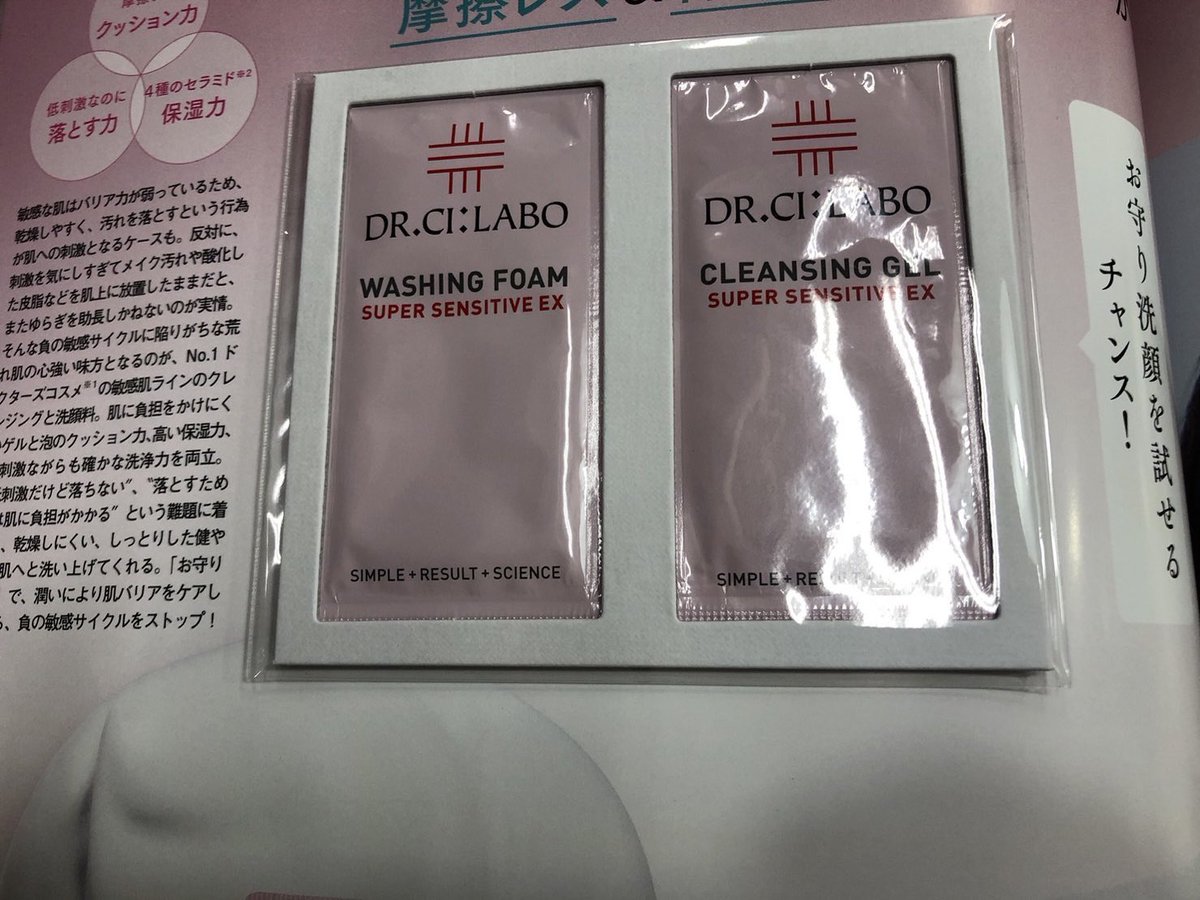 摩擦レス
クッション力
低刺激なのに
落とす力
4種のセラミド※2
保湿力
敏感な肌はバリア力が弱っているため、
乾燥しやすく、汚れを落とすという行為
が肌への刺激となるケースも。反対に、
刺激を気にしすぎてメイク汚れや酸化し
た皮脂などを肌上に放置したままだと、
またゆらぎを助長しかねないのが実情。
そんな負の敏感サイクルに陥りがちな荒
れ肌の心強い味方となるのが、No.1ド
クターズコスメ※1の敏感肌ラインのクレ
ンジングと洗顔料。肌に負担をかけにく
いゲルと泡のクッション力、高い保湿力、
刺激ながらも確かな洗浄力を両立。
刺激だけど落ちない”、“落とすため
は肌に負担がかかる”という難題に着
、乾燥しにくい、しっとりした健や
肌へと洗い上げてくれる。「お守り
」で、潤いにより肌バリアをケアし
、負の敏感サイクルをストップ！
DR.CI:LABO
WASHING FOAM
SUPER SENSITIVE EX
SIMPLE+RESULT+SCIENCE
DR.CI:LABO
CLEANSING GEL
SUPER SENSITIVE EX
SIMPLE+RE
お守り洗顔を試せる
チャンス！